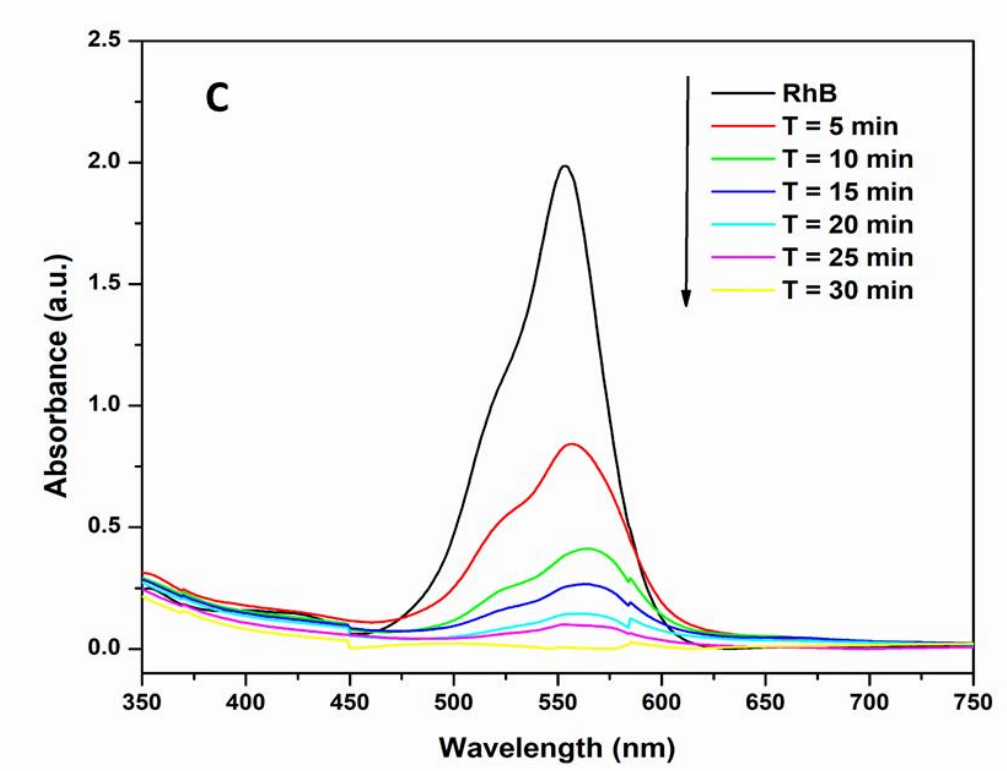 C
RhB
T = 5 min
T = 10 min
T = 15 min
T = 20 min
T = 25 min
T = 30 min
Absorbance (a.u.)
2.5
2.0
1.5
1.0
0.5
0.0
350 400 450 500 550 600 650 700 750
Wavelength (nm)